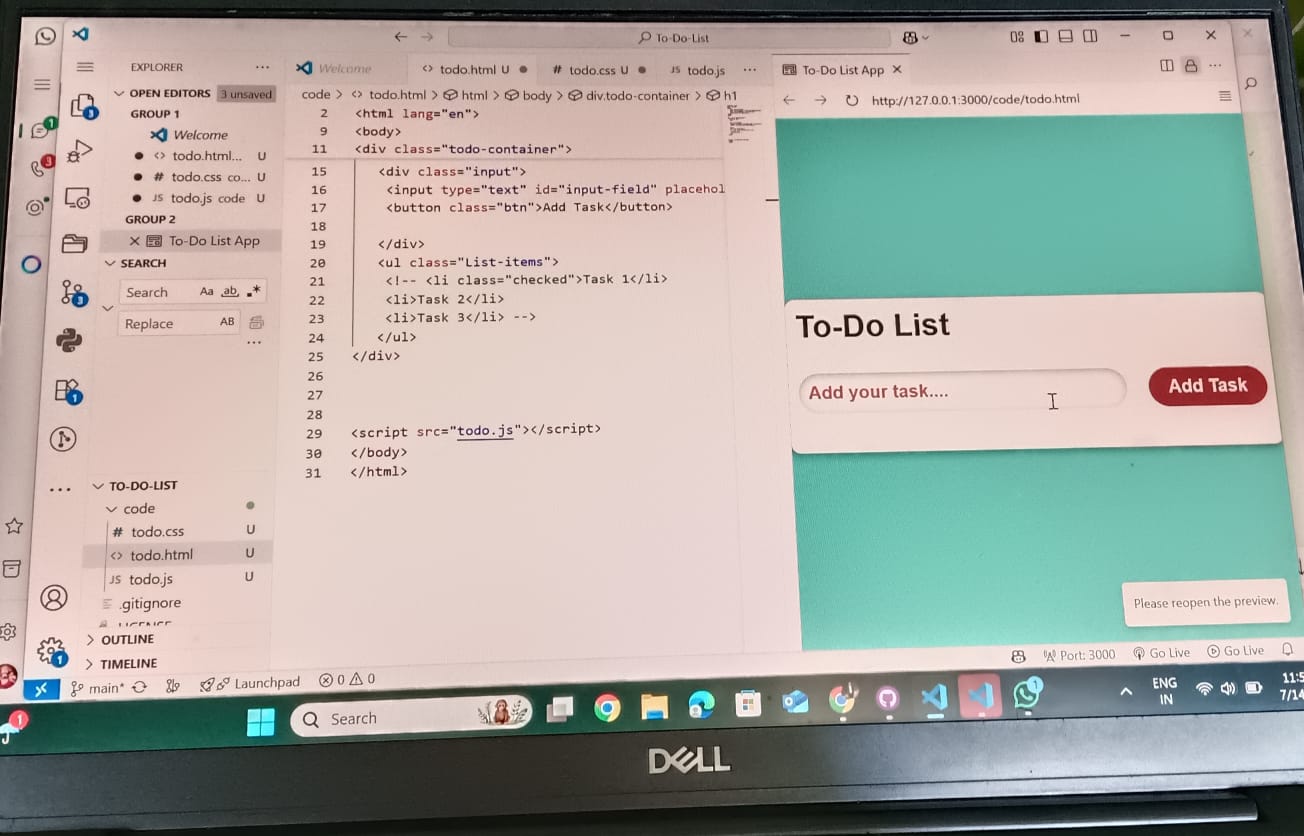 To-Do-List
EXPLORER
...
Welcome
todo.html U
# todo.css U
JS todo.js
...
To-Do List App
OPEN EDITORS
3 unsaved
GROUP 1
Welcome
<> todo.html... U
# todo.css co... U
JS todo.js code U
GROUP 2
To-Do List App
SEARCH
Search
Aa
ab
.*
Replace
AB
...
TO-DO-LIST
code
# todo.css U
<> todo.html U
JS todo.js U
.gitignore
OUTLINE
TIMELINE
code > <> todo.html > html > body > div.todo-container > h1
2 <html lang="en">
9 <body>
11 <div class="todo-container">
15 <div class="input">
16 <input type="text" id="input-field" placehol
17 <button class="btn">Add Task</button>
18
19 </div>
20 <ul class="List-items">
21 <!-- <li class="checked">Task 1</li>
22 <li>Task 2</li>
23 <li>Task 3</li> -->
24 </ul>
25 </div>
26
27
28
29 <script src="todo.js"></script>
30 </body>
31 </html>
http://127.0.0.1:3000/code/todo.html
To-Do List
Add your task....
Add Task
Please reopen the preview.
main*
Launchpad
0
0
Port: 3000
Go Live
Go Live
Search
ENG
IN
11:5
7/14
DELL